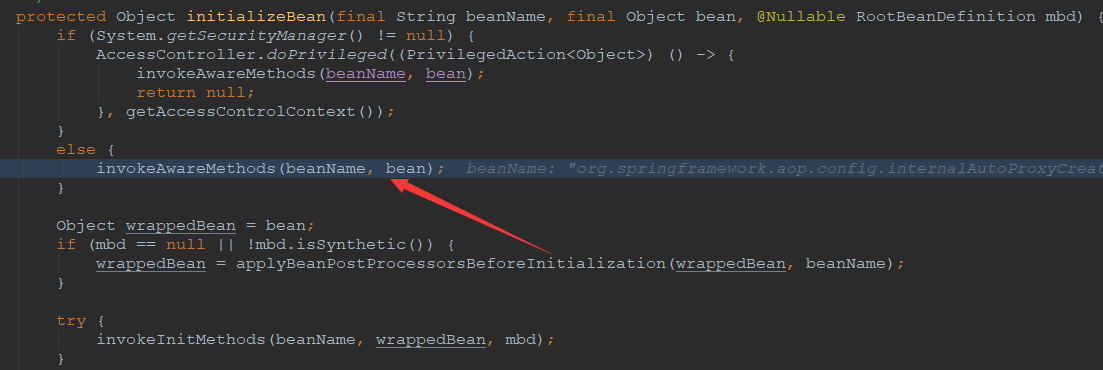 protected Object initializeBean(final String beanName, final Object bean, @Nullable RootBeanDefinition mbd) {
if (System.getSecurityManager() != null) {
AccessController.doPrivileged((PrivilegedAction<Object>) () -> {
invokeAwareMethods(beanName, bean);
return null;
}, getAccessControlContext());
}
else {
invokeAwareMethods(beanName, bean);  beanName: "org.springframework.aop.config.internalAutoProxyCreat
}
Object wrappedBean = bean;
if (mbd == null || !mbd.isSynthetic()) {
wrappedBean = applyBeanPostProcessorsBeforeInitialization(wrappedBean, beanName);
}
try {
invokeInitMethods(beanName, wrappedBean, mbd);
}